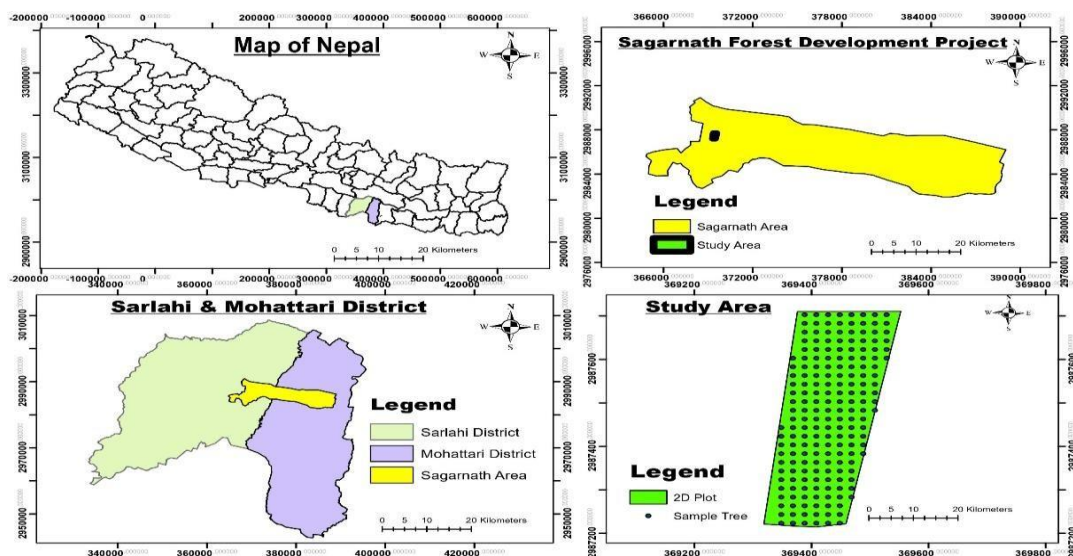 -200000 0 200000 300000 400000 500000 600000
Map of Nepal
N
W E
S
3300000
3100000
2900000
0 5 10 20 Kilometers
-200000 -100000 0 100000 200000 300000 400000 500000 600000
366000 372000 378000 384000 390000
Sagarnath Forest Development Project
N
W E
S
2996000
2992000
2988000
2984000
2980000
2976000
Legend
Sagarnath Area
Study Area
0 5 10 20 Kilometers
366000 372000 378000 384000 390000
340000 360000 380000 400000 420000
Sarlahi & Mohattari District
N
W E
S
3010000
2990000
2970000
2950000
Legend
Sarlahi District
Mohattari District
Sagarnath Area
0 5 10 20 Kilometers
340000 360000 380000 400000 420000
369200 369400 369600 369800
Study Area
N
W E
S
2987600
2987400
2987200
Legend
2D Plot
Sample Tree
0 5 10 20 Kilometers
369200 369400 369600 369800